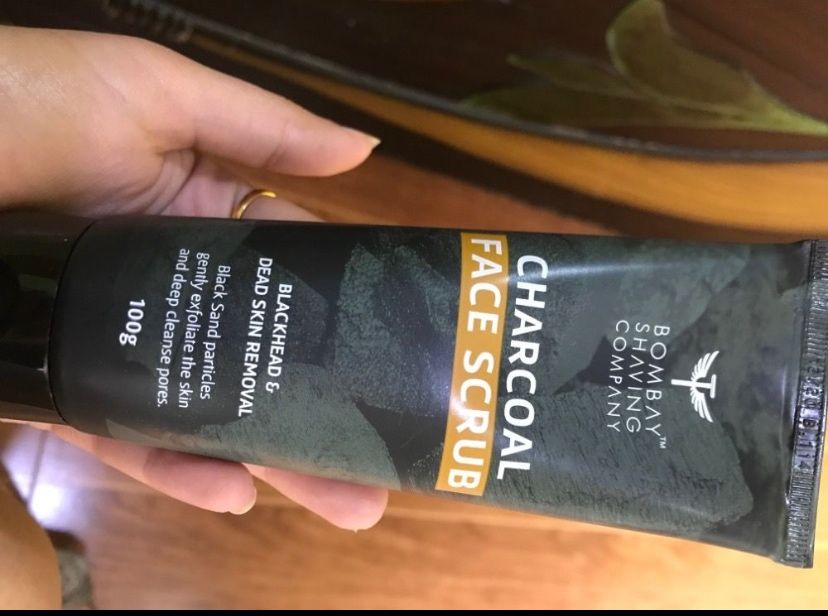 BOMBAY™
SHAVING
COMPANY
CHARCOAL
FACE SCRUB
BLACKHEAD &
DEAD SKIN REMOVAL
Black Sand particles
gently exfoliate the skin
and deep cleanse pores.
100g